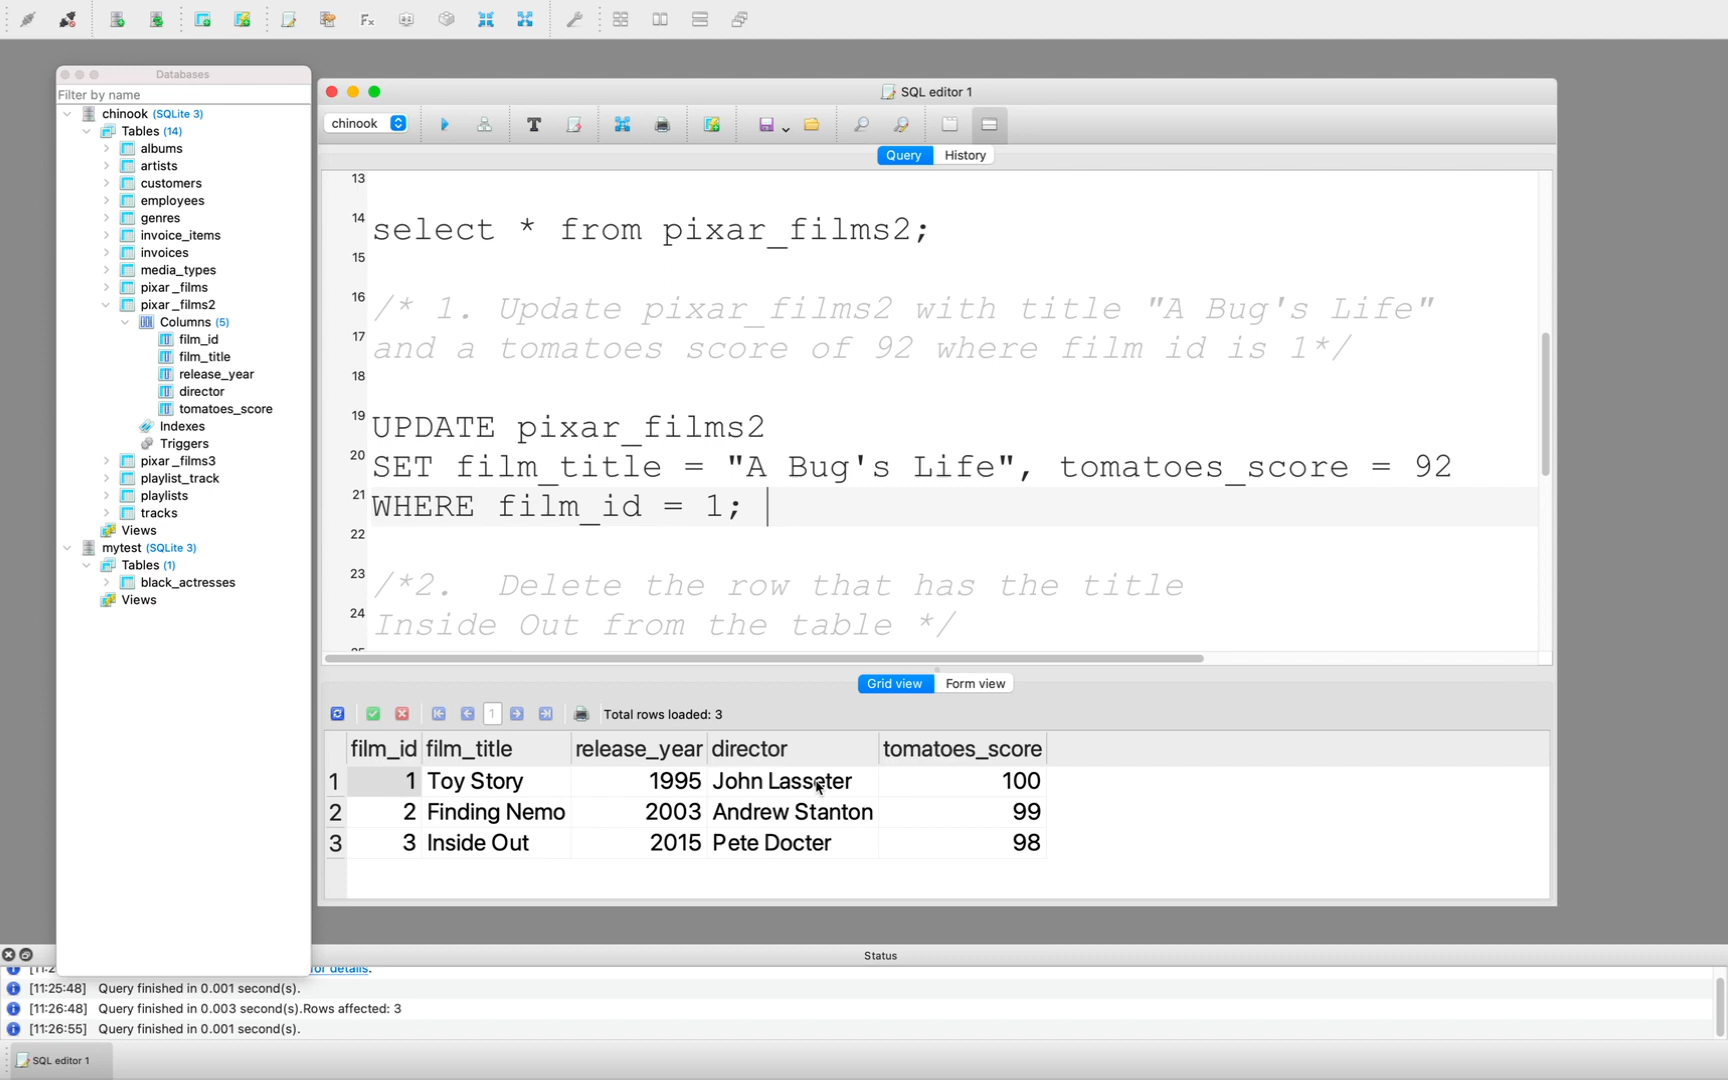 Databases
Filter by name
chinook (SQLite 3)
Tables (14)
albums
artists
customers
employees
genres
invoice_items
invoices
media_types
pixar_films
pixar_films2
Columns (5)
film_id
film_title
release_year
director
tomatoes_score
Indexes
Triggers
pixar_films3
playlist_track
playlists
tracks
Views
mytest (SQLite 3)
Tables (1)
black_actresses
Views
SQL editor 1
chinook
Query History
13
14 select * from pixar_films2;
15
16 /* 1. Update pixar_films2 with title "A Bug's Life"
17 and a tomatoes score of 92 where film id is 1*/
18
19 UPDATE pixar_films2
20 SET film_title = "A Bug's Life", tomatoes_score = 92
21 WHERE film_id = 1;
22
23 /*2. Delete the row that has the title
24 Inside Out from the table */
Grid view Form view
1 Total rows loaded: 3
film_id film_title release_year director tomatoes_score
1 1 Toy Story 1995 John Lasseter 100
2 2 Finding Nemo 2003 Andrew Stanton 99
3 3 Inside Out 2015 Pete Docter 98
Status
for details.
[11:25:48] Query finished in 0.001 second(s).
[11:26:48] Query finished in 0.003 second(s).Rows affected: 3
[11:26:55] Query finished in 0.001 second(s).
SQL editor 1